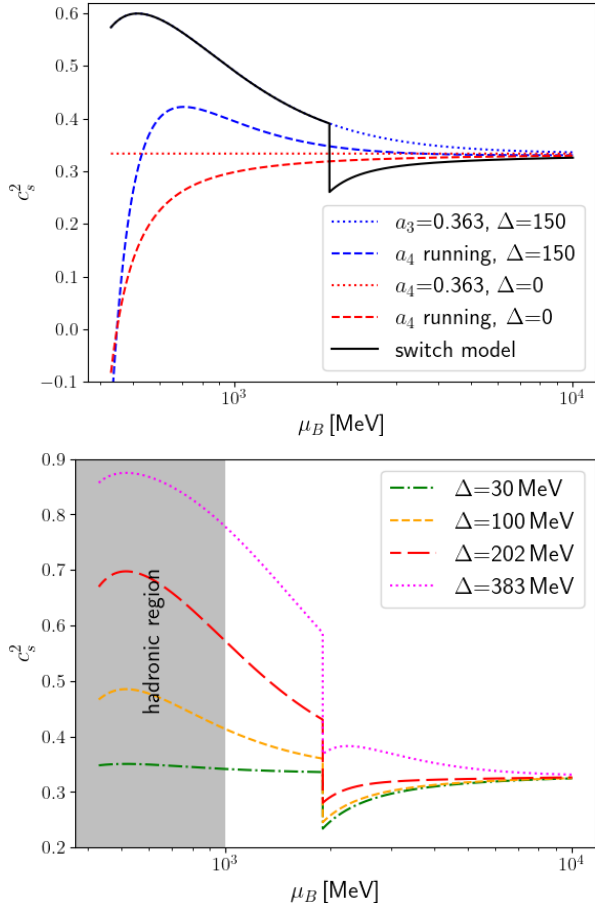 0.6
0.5
0.4
0.3
0.2
0.1
0.0
−0.1
c_s^2
a_3=0.363, Δ=150
a_4 running, Δ=150
a_4=0.363, Δ=0
a_4 running, Δ=0
switch model
10^3
10^4
μ_B [MeV]
0.9
0.8
0.7
0.6
0.5
0.4
0.3
0.2
c_s^2
hadronic region
Δ=30 MeV
Δ=100 MeV
Δ=202 MeV
Δ=383 MeV
10^3
10^4
μ_B [MeV]